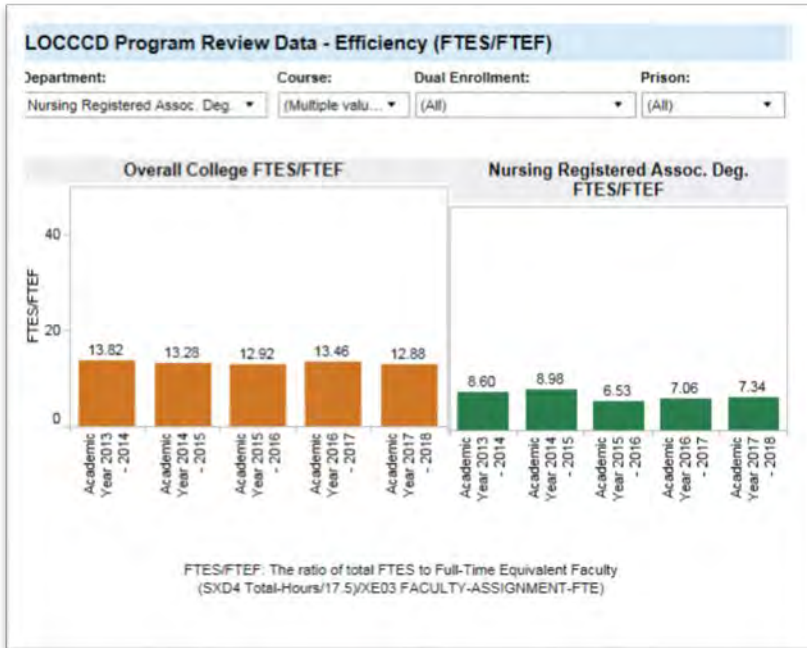 LOCCCD Program Review Data - Efficiency (FTES/FTEF)
Department: Course: Dual Enrollment: Prison:
Nursing Registered Assoc. Deg. (Multiple valu... (All) (All)
Overall College FTES/FTEF
Nursing Registered Assoc. Deg.
FTES/FTEF
FTES/FTEF
40
20
0
13.82
13.28
12.92
13.46
12.88
Academic
Year 2013
- 2014
Academic
Year 2014
- 2015
Academic
Year 2015
- 2016
Academic
Year 2016
- 2017
Academic
Year 2017
- 2018
8.60
8.98
6.53
7.06
7.34
Academic
Year 2013
- 2014
Academic
Year 2014
- 2015
Academic
Year 2015
- 2016
Academic
Year 2016
- 2017
Academic
Year 2017
- 2018
FTES/FTEF: The ratio of total FTES to Full-Time Equivalent Faculty
(SXD4 Total-Hours/17.5)/XE03 FACULTY-ASSIGNMENT-FTE)